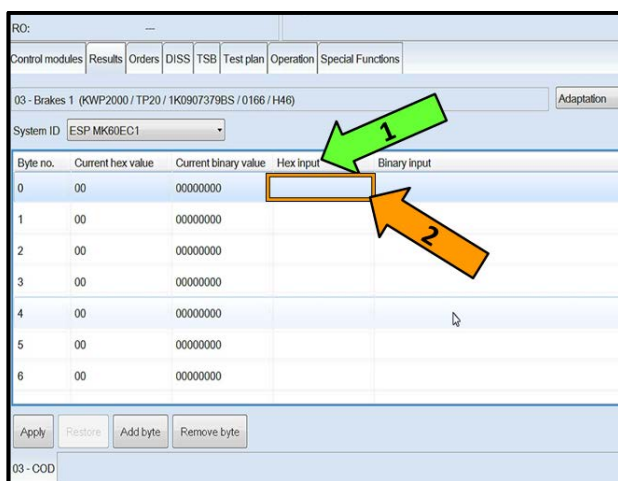 RO: —
Control modules Results Orders DISS TSB Test plan Operation Special Functions
03 - Brakes 1 (KWP2000 / TP20 / 1K0907379BS / 0166 / H46) Adaptation
System ID ESP MK60EC1
1
Byte no. Current hex value Current binary value Hex input Binary input
0 00 00000000
2
1 00 00000000
2 00 00000000
3 00 00000000
4 00 00000000
5 00 00000000
6 00 00000000
Apply Restore Add byte Remove byte
03 - COD